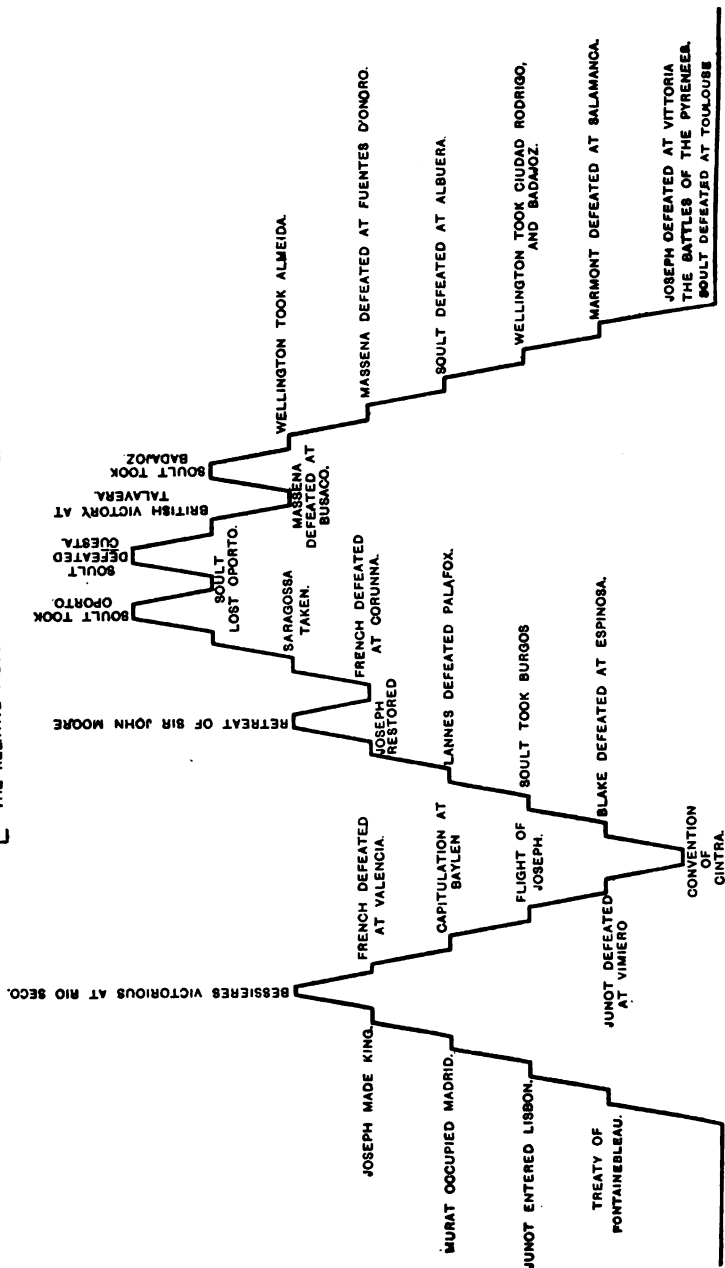 TREATY OF
FONTAINEBLEAU.
JUNOT ENTERED LISBON.
MURAT OCCUPIED MADRID.
JOSEPH MADE KING.
BESSIERES VICTORIOUS AT RIO SECO.
FRENCH DEFEATED
AT VALENCIA.
CAPITULATION AT
BAYLEN
FLIGHT OF
JOSEPH.
JUNOT DEFEATED
AT VIMIERO
CONVENTION
OF
CINTRA.
BLAKE DEFEATED AT ESPINOSA.
SOULT TOOK BURGOS
LANNES DEFEATED PALAFOX.
JOSEPH
RESTORED
RETREAT OF SIR JOHN MOORE
FRENCH DEFEATED
AT CORUNNA.
SARAGOSSA
TAKEN.
SOULT TOOK
OPORTO.
SOULT
LOST OPORTO.
SOULT
DEFEATED
CUESTA.
BRITISH VICTORY AT
TALAVERA.
MASSENA
DEFEATED AT
BUSACO.
SOULT TOOK
BADAJOZ.
WELLINGTON TOOK ALMEIDA.
MASSENA DEFEATED AT FUENTES D'ONORO.
SOULT DEFEATED AT ALBUERA.
WELLINGTON TOOK CIUDAD RODRIGO,
AND BADAJOZ.
MARMONT DEFEATED AT SALAMANCA.
JOSEPH DEFEATED AT VITTORIA
THE BATTLES OF THE PYRENEES.
SOULT DEFEATED AT TOULOUSE